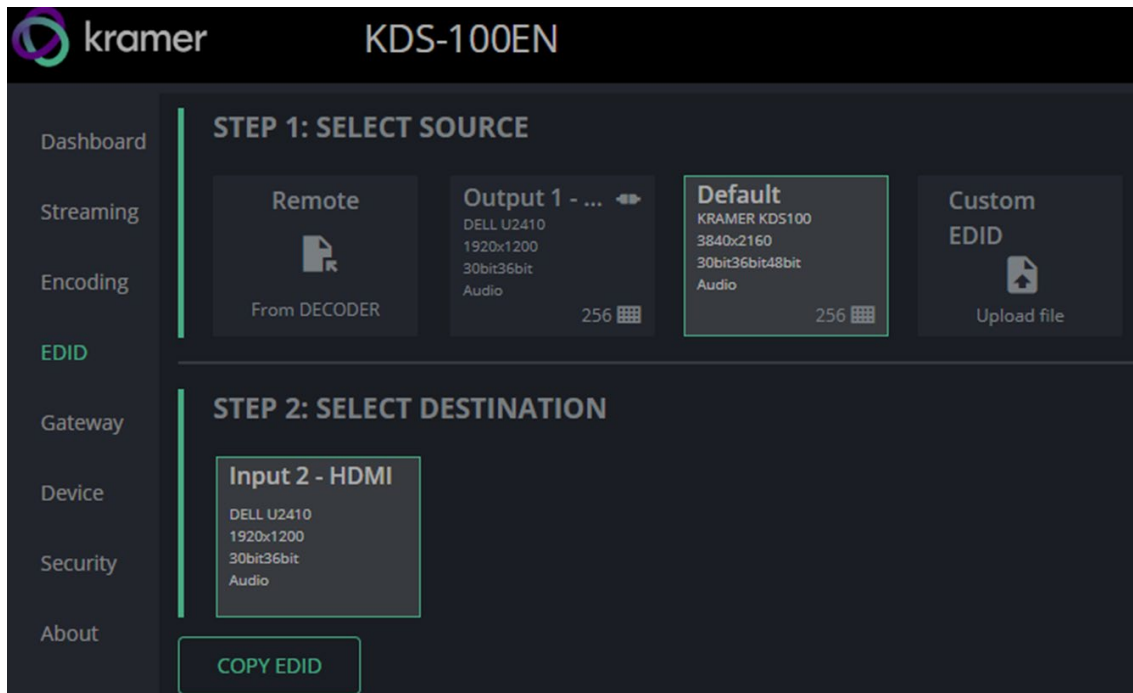 kramer
KDS-100EN
Dashboard
Streaming
Encoding
EDID
Gateway
Device
Security
About
STEP 1: SELECT SOURCE
Remote
From DECODER
Output 1 - ...
DELL U2410
1920x1200
30bit36bit
Audio
256
Default
KRAMER KDS100
3840x2160
30bit36bit48bit
Audio
256
Custom
EDID
Upload file
STEP 2: SELECT DESTINATION
Input 2 - HDMI
DELL U2410
1920x1200
30bit36bit
Audio
COPY EDID